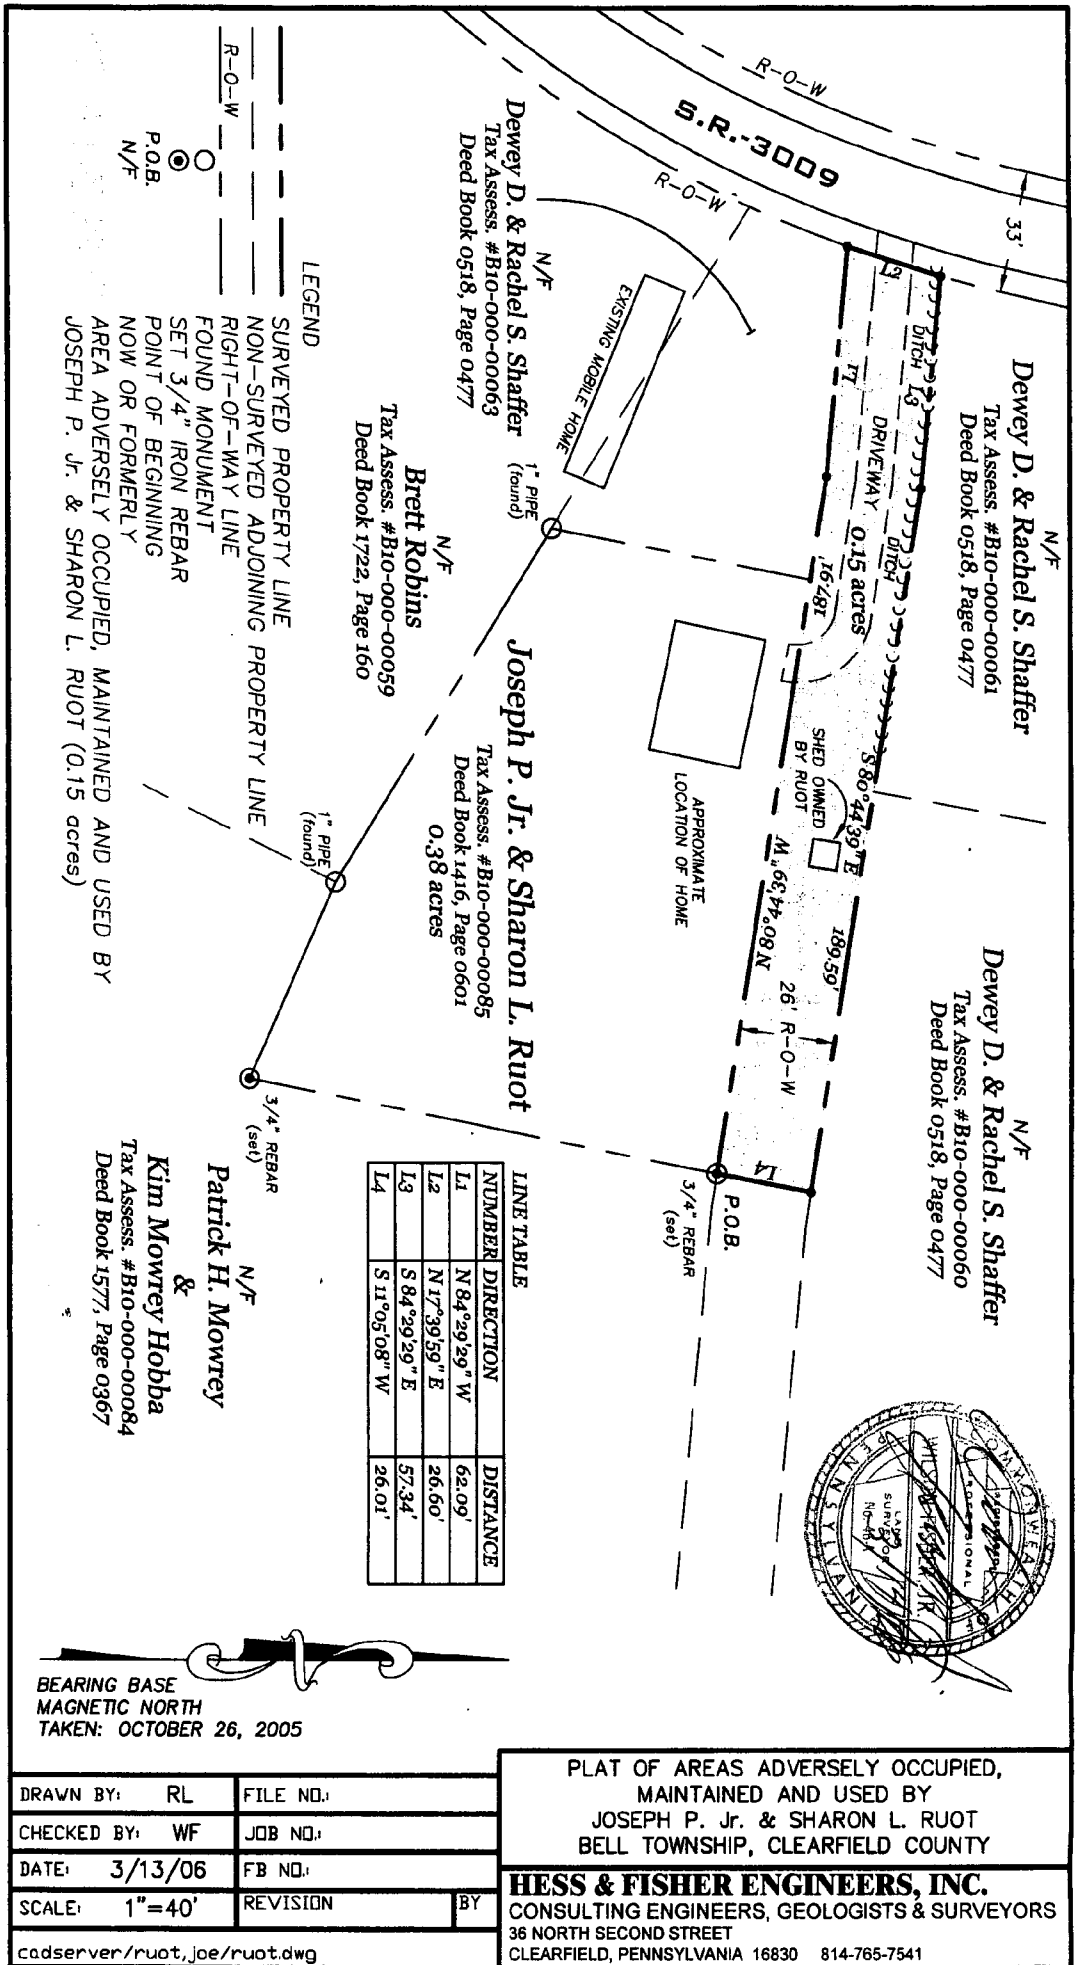 R-O-W
S.R.-3009
R-O-W
33'
N/F
Dewey D. & Rachel S. Shaffer
Tax Assess. #B10-000-00063
Deed Book 0518, Page 0477
N/F
Dewey D. & Rachel S. Shaffer
Tax Assess. #B10-000-00061
Deed Book 0518, Page 0477
N/F
Dewey D. & Rachel S. Shaffer
Tax Assess. #B10-000-00060
Deed Book 0518, Page 0477
L2
DITCH
L3
L1
DRIVEWAY
DITCH
0.15 acres
187.91'
S 80°44'39" E
189.59'
SHED OWNED
BY RUOT
N 80°44'39" W
26' R-O-W
L4
P.O.B.
3/4" REBAR
(set)
EXISTING MOBILE HOME
1" PIPE
(found)
APPROXIMATE
LOCATION OF HOME
Joseph P. Jr. & Sharon L. Ruot
Tax Assess. #B10-000-00085
Deed Book 1416, Page 0601
0.38 acres
N/F
Brett Robins
Tax Assess. #B10-000-00059
Deed Book 1722, Page 160
1" PIPE
(found)
3/4" REBAR
(set)
N/F
Patrick H. Mowrey
&
Kim Mowrey Hobba
Tax Assess. #B10-000-00084
Deed Book 1577, Page 0367
LEGEND
SURVEYED PROPERTY LINE
NON-SURVEYED ADJOINING PROPERTY LINE
R-O-W RIGHT-OF-WAY LINE
FOUND MONUMENT
SET 3/4" IRON REBAR
P.O.B. POINT OF BEGINNING
N/F NOW OR FORMERLY
AREA ADVERSELY OCCUPIED, MAINTAINED AND USED BY
JOSEPH P. Jr. & SHARON L. RUOT (0.15 acres)
LINE TABLE
NUMBER DIRECTION DISTANCE
L1 N 84°29'29" W 62.09'
L2 N 17°39'59" E 26.60'
L3 S 84°29'29" E 57.34'
L4 S 11°05'08" W 26.01'
COMMONWEALTH OF
PENNSYLVANIA
PROFESSIONAL
LAND
SURVEYOR
BEARING BASE
MAGNETIC NORTH
TAKEN: OCTOBER 26, 2005
DRAWN BY: RL FILE NO.:
CHECKED BY: WF JOB NO.:
DATE: 3/13/06 FB NO.:
SCALE: 1"=40' REVISION BY
cadserver/ruot,joe/ruot.dwg
PLAT OF AREAS ADVERSELY OCCUPIED,
MAINTAINED AND USED BY
JOSEPH P. Jr. & SHARON L. RUOT
BELL TOWNSHIP, CLEARFIELD COUNTY
HESS & FISHER ENGINEERS, INC.
CONSULTING ENGINEERS, GEOLOGISTS & SURVEYORS
36 NORTH SECOND STREET
CLEARFIELD, PENNSYLVANIA 16830 814-765-7541